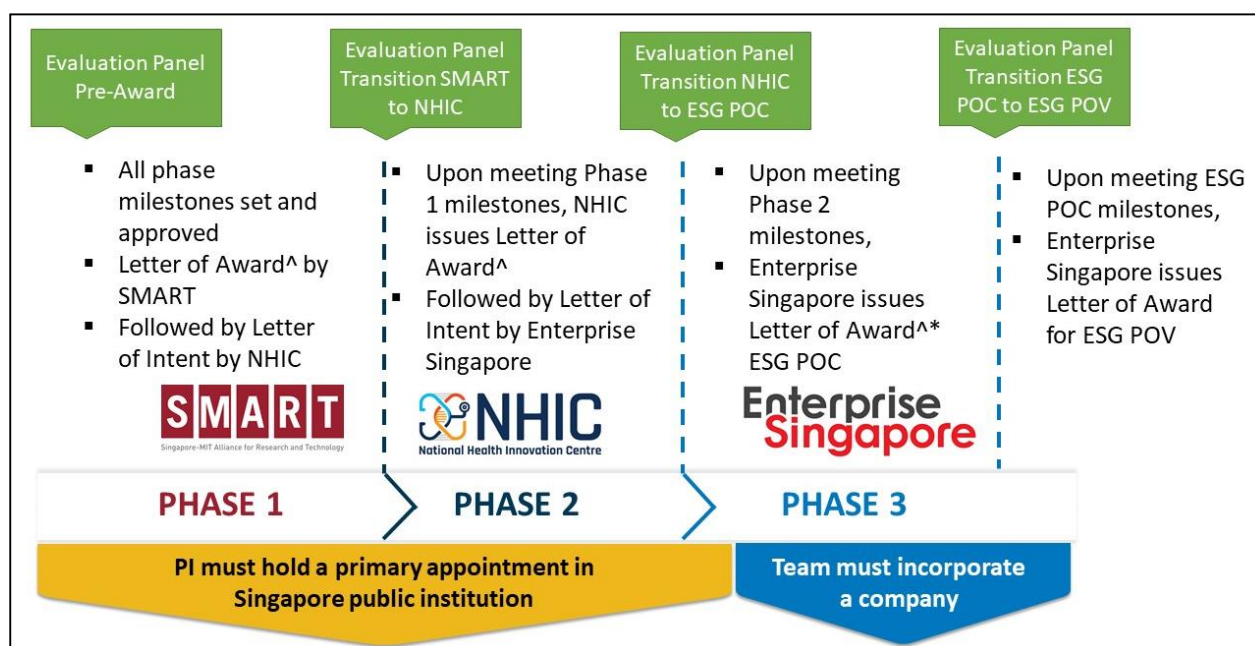 Evaluation Panel
Pre-Award
Evaluation Panel
Transition SMART
to NHIC
Evaluation Panel
Transition NHIC
to ESG POC
Evaluation Panel
Transition ESG
POC to ESG POV
▪ All phase
milestones set and
approved
▪ Letter of Award^ by
SMART
▪ Followed by Letter
of Intent by NHIC
▪ Upon meeting Phase
1 milestones, NHIC
issues Letter of
Award^
▪ Followed by Letter of
Intent by Enterprise
Singapore
▪ Upon meeting
Phase 2
milestones,
▪ Enterprise
Singapore issues
Letter of Award^*
ESG POC
▪ Upon meeting ESG
POC milestones,
▪ Enterprise
Singapore issues
Letter of Award
for ESG POV
SMART
Singapore-MIT Alliance for Research and Technology
NHIC
National Health Innovation Centre
Enterprise
Singapore
PHASE 1
PHASE 2
PHASE 3
PI must hold a primary appointment in
Singapore public institution
Team must incorporate
a company